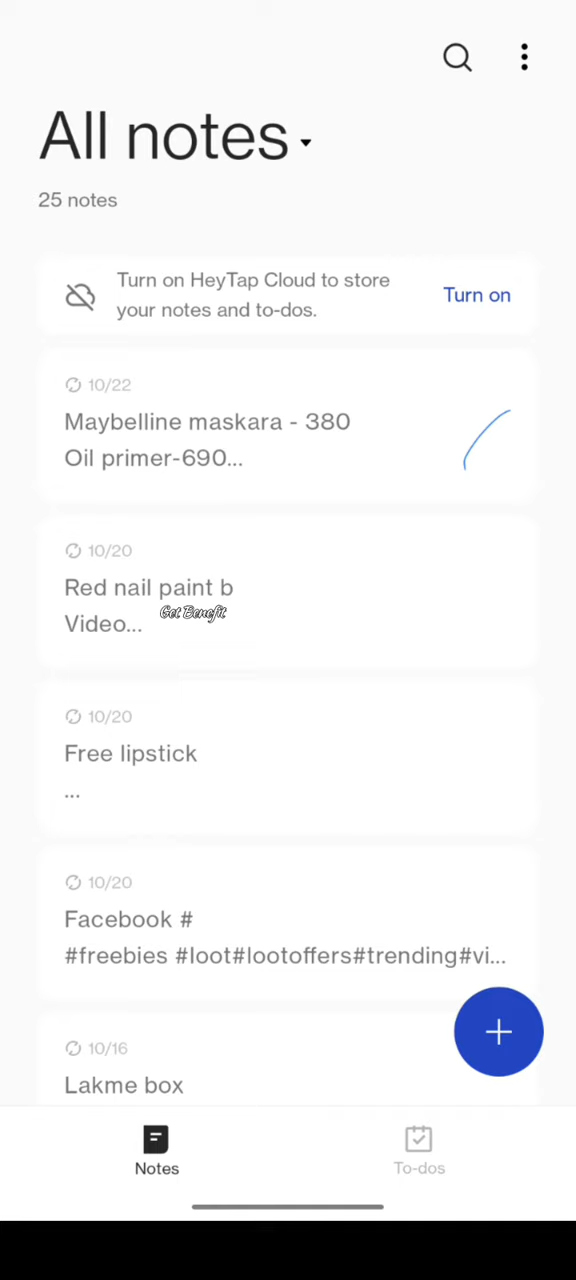 All notes
25 notes
Turn on HeyTap Cloud to store
your notes and to-dos.
Turn on
10/22
Maybelline maskara - 380
Oil primer-690...
10/20
Red nail paint b
Video...
Get Benefit
10/20
Free lipstick
...
10/20
Facebook #
#freebies #loot#lootoffers#trending#vi...
10/16
Lakme box
Notes
To-dos